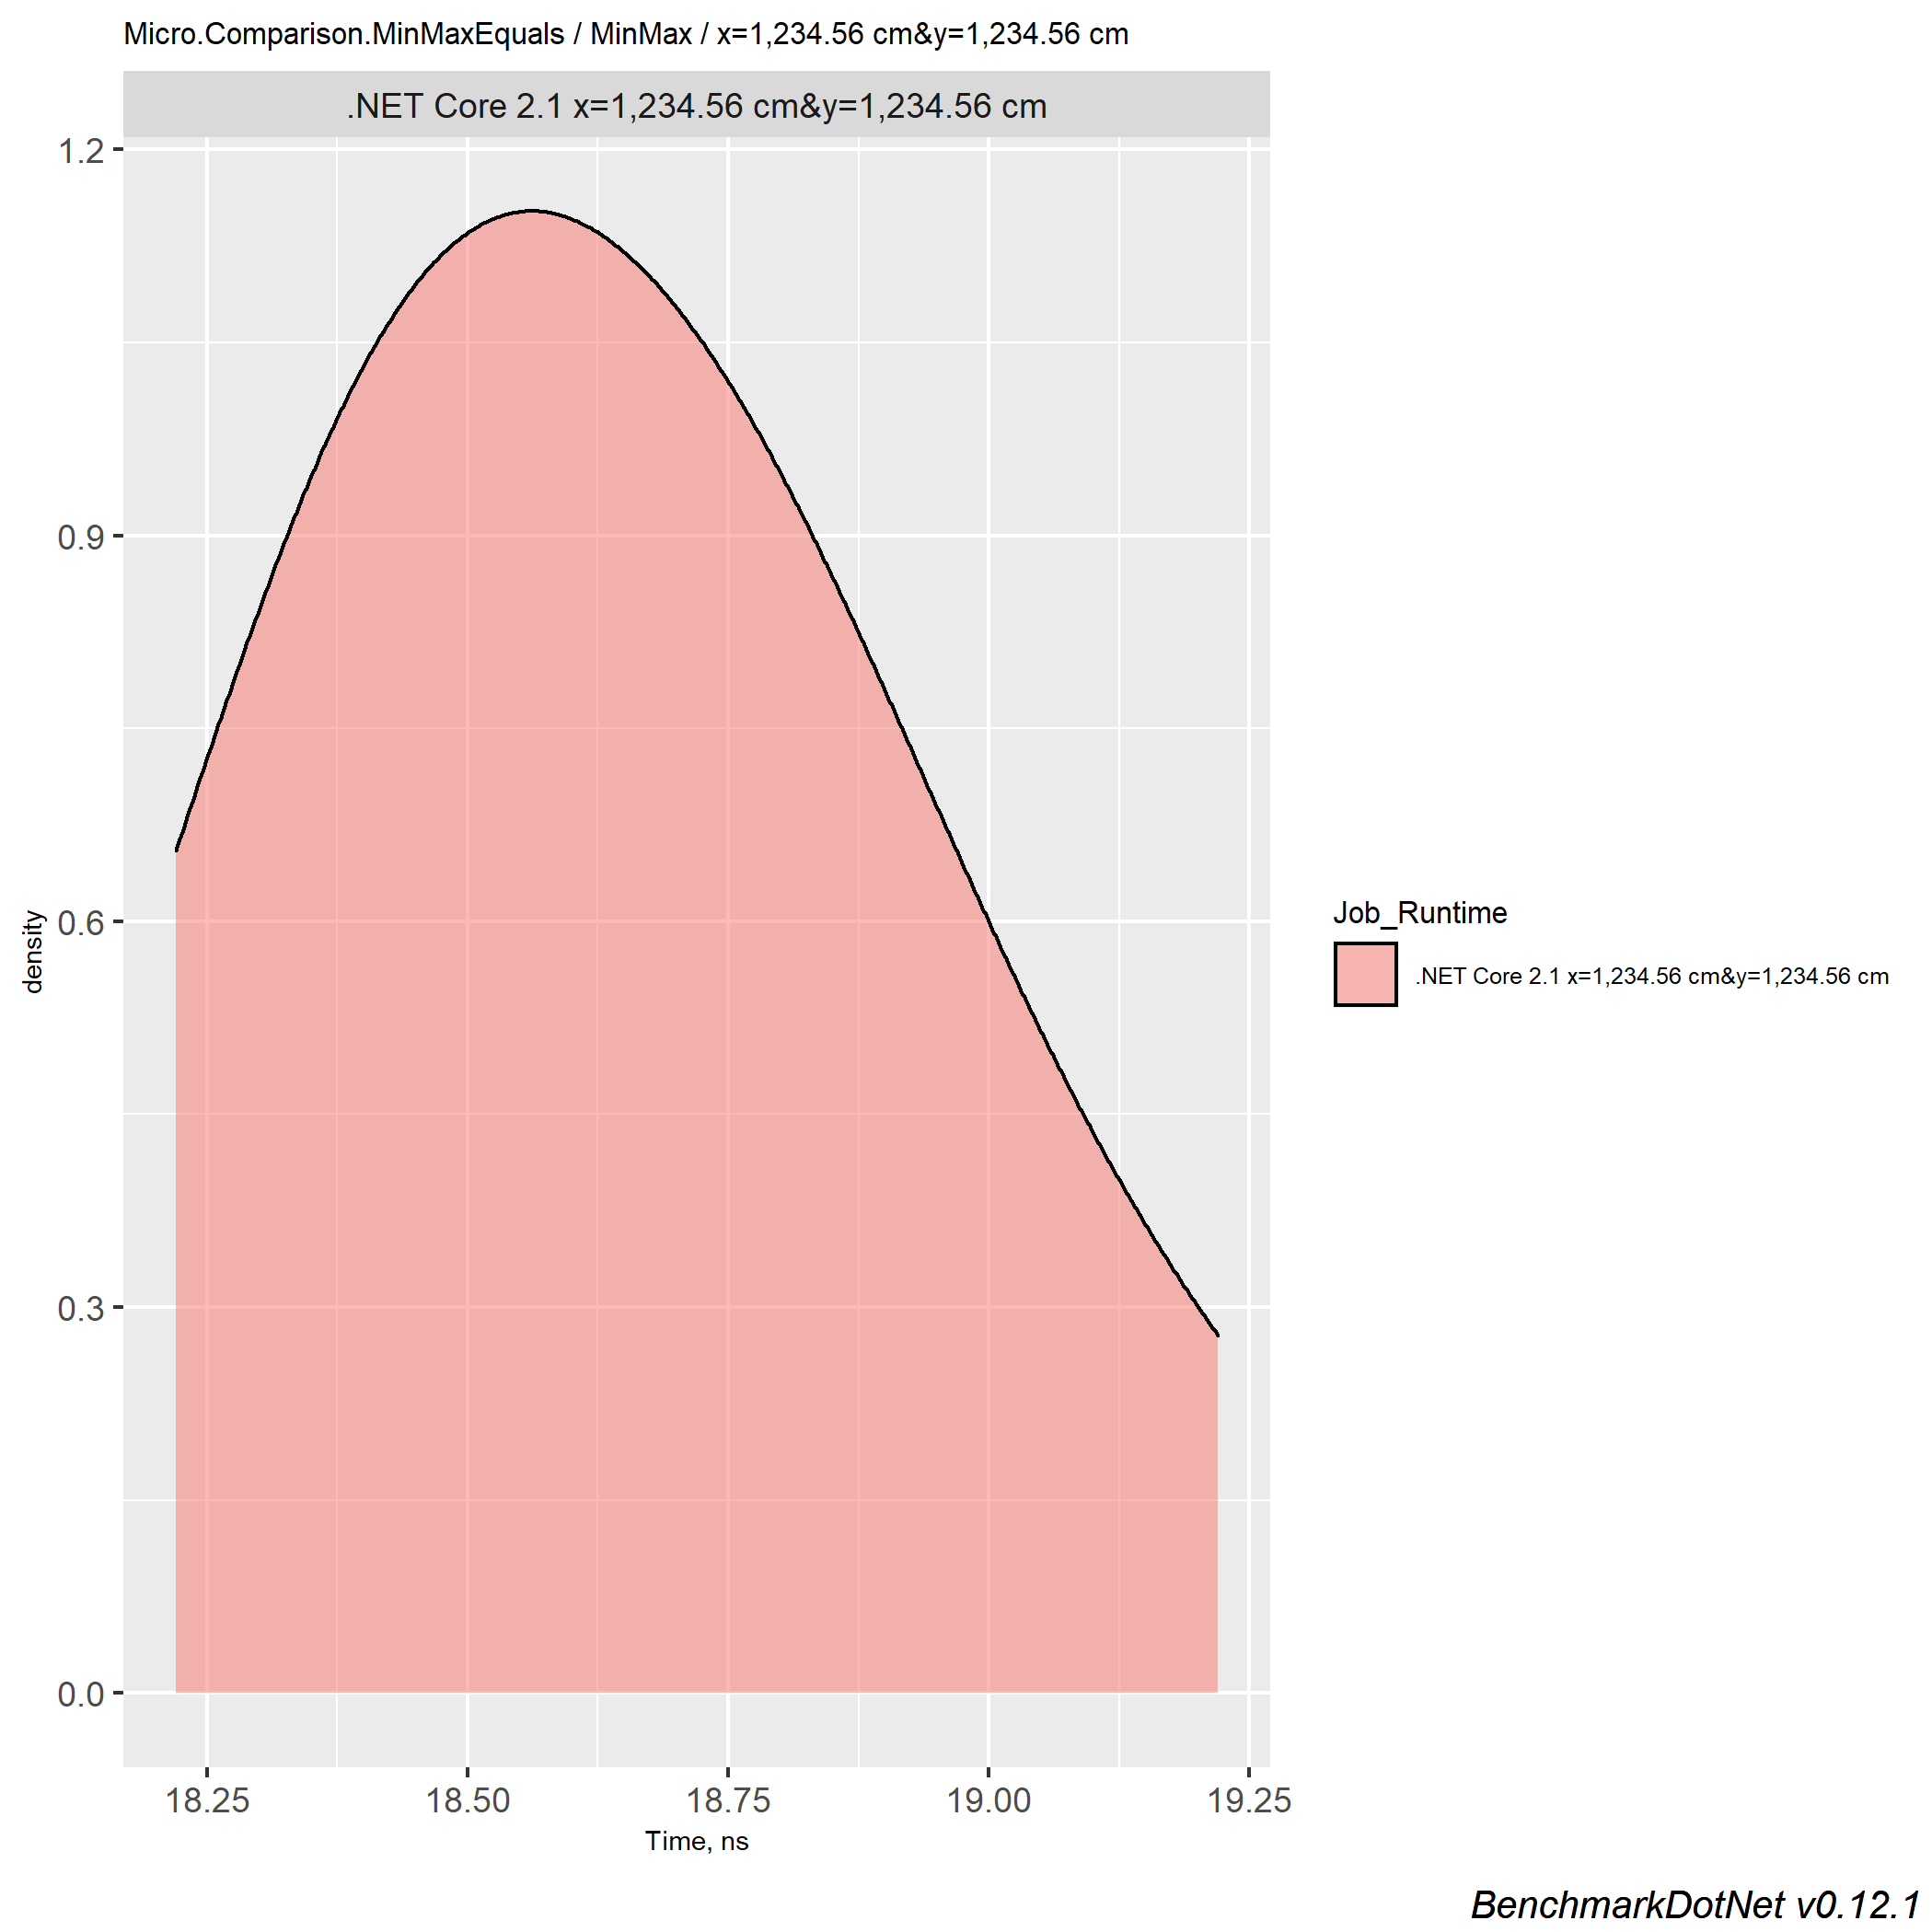 Micro.Comparison.MinMaxEquals / MinMax / x=1,234.56 cm&y=1,234.56 cm
.NET Core 2.1 x=1,234.56 cm&y=1,234.56 cm
1.2
0.9
0.6
0.3
0.0
density
18.25 18.50 18.75 19.00 19.25
Time, ns
Job_Runtime
.NET Core 2.1 x=1,234.56 cm&y=1,234.56 cm
BenchmarkDotNet v0.12.1